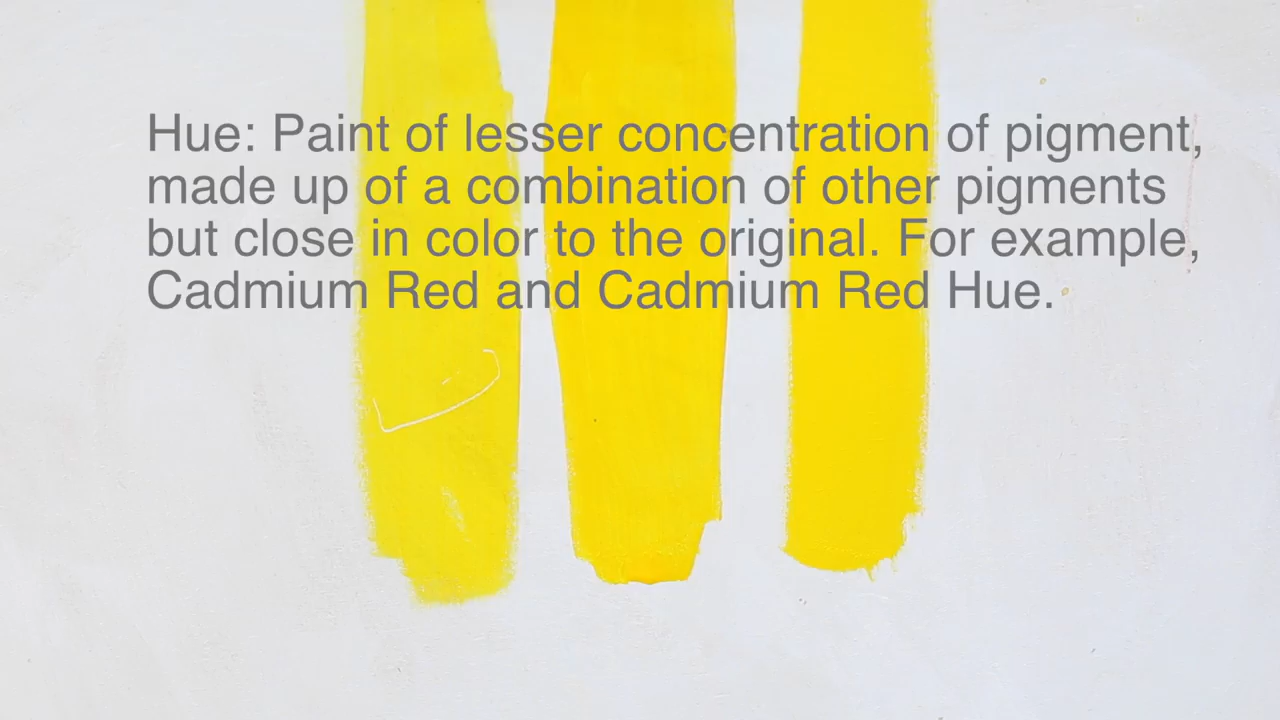 Hue: Paint of lesser concentration of pigment,
made up of a combination of other pigments
but close in color to the original. For example,
Cadmium Red and Cadmium Red Hue.